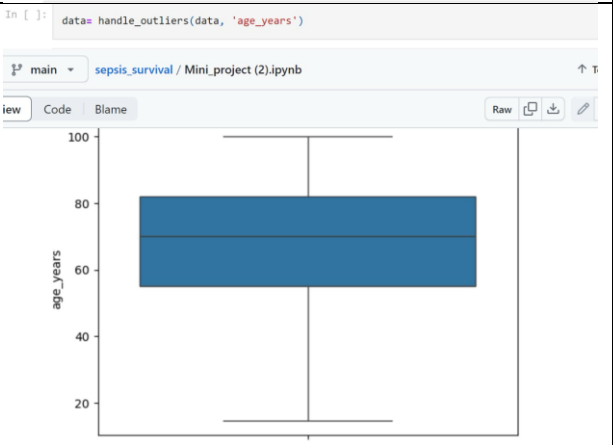 In [ ]: data= handle_outliers(data, 'age_years')
main sepsis_survival / Mini_project (2).ipynb
Code Blame Raw
100
80
60
40
20
age_years